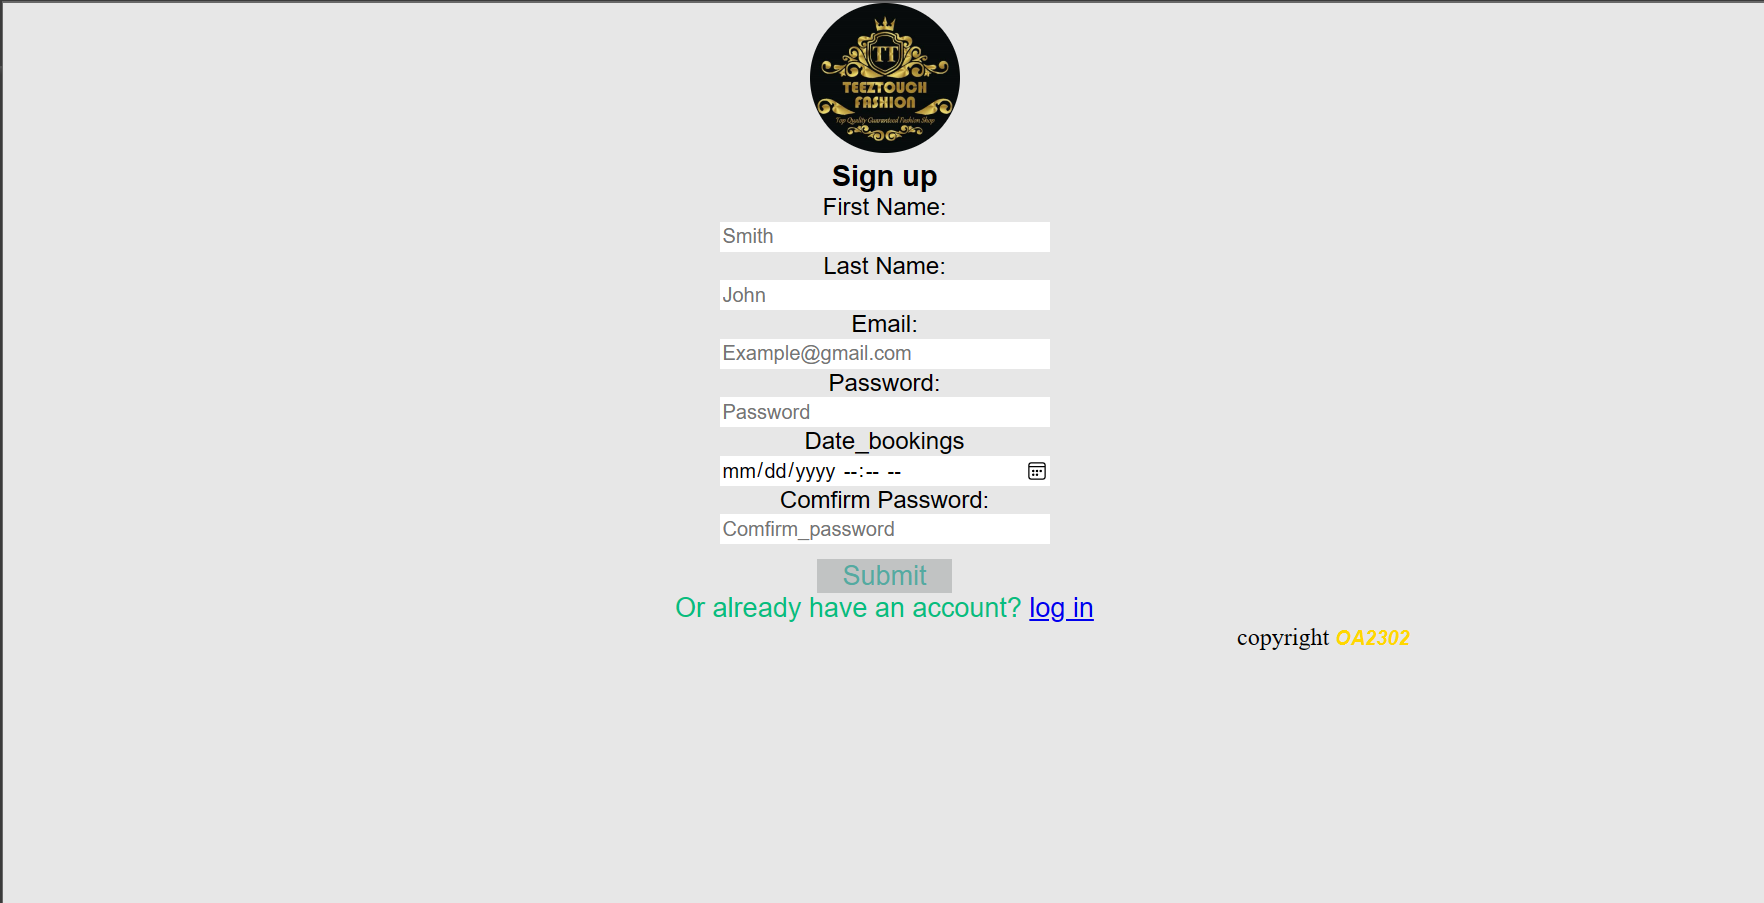 TT
TEEZTOUCH
FASHION
Top Quality Guaranteed Fashion Shop
Sign up
First Name:
Smith
Last Name:
John
Email:
Example@gmail.com
Password:
Password
Date_bookings
mm/dd/yyyy --:-- --
Comfirm Password:
Comfirm_password
Submit
Or already have an account? log in
copyright OA2302